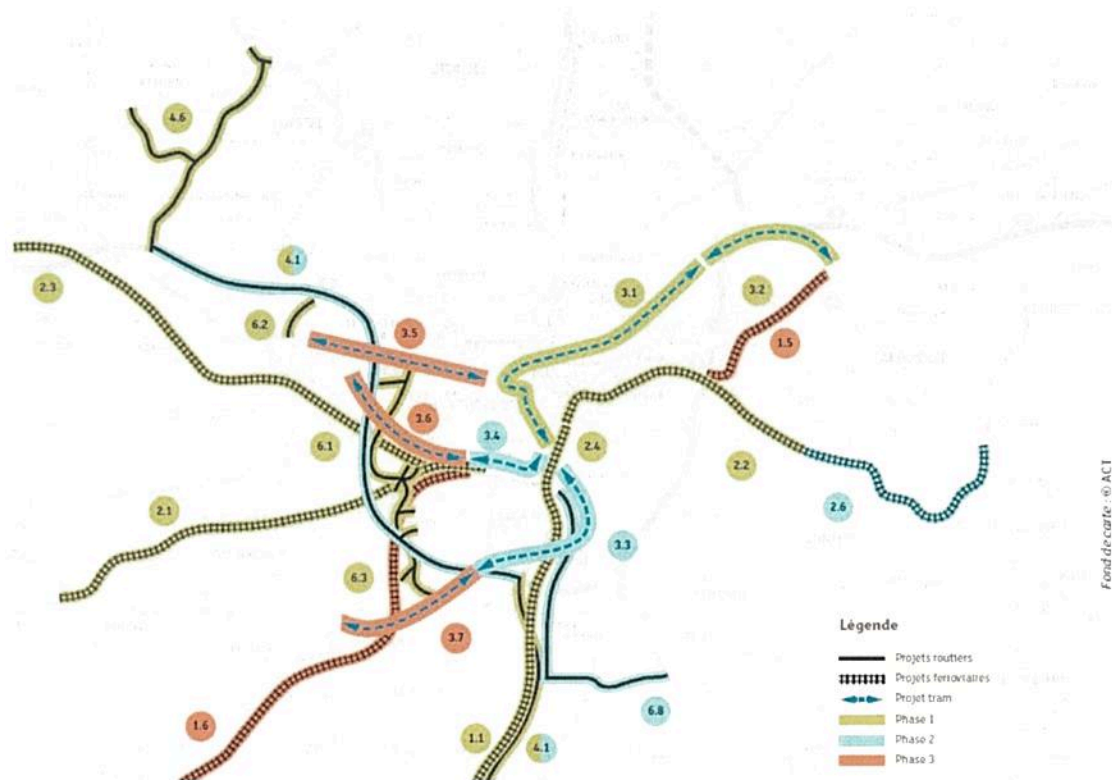 4.6
4.1
2.3
3.1
3.2
6.2
3.5
1.5
3.6
6.1
3.4
2.4
2.2
2.1
2.6
3.3
6.3
3.7
6.8
1.6
1.1
4.1
Légende
Projets routiers
Projets ferroviaires
Projet tram
Phase 1
Phase 2
Phase 3
Fond de carte : © ACT